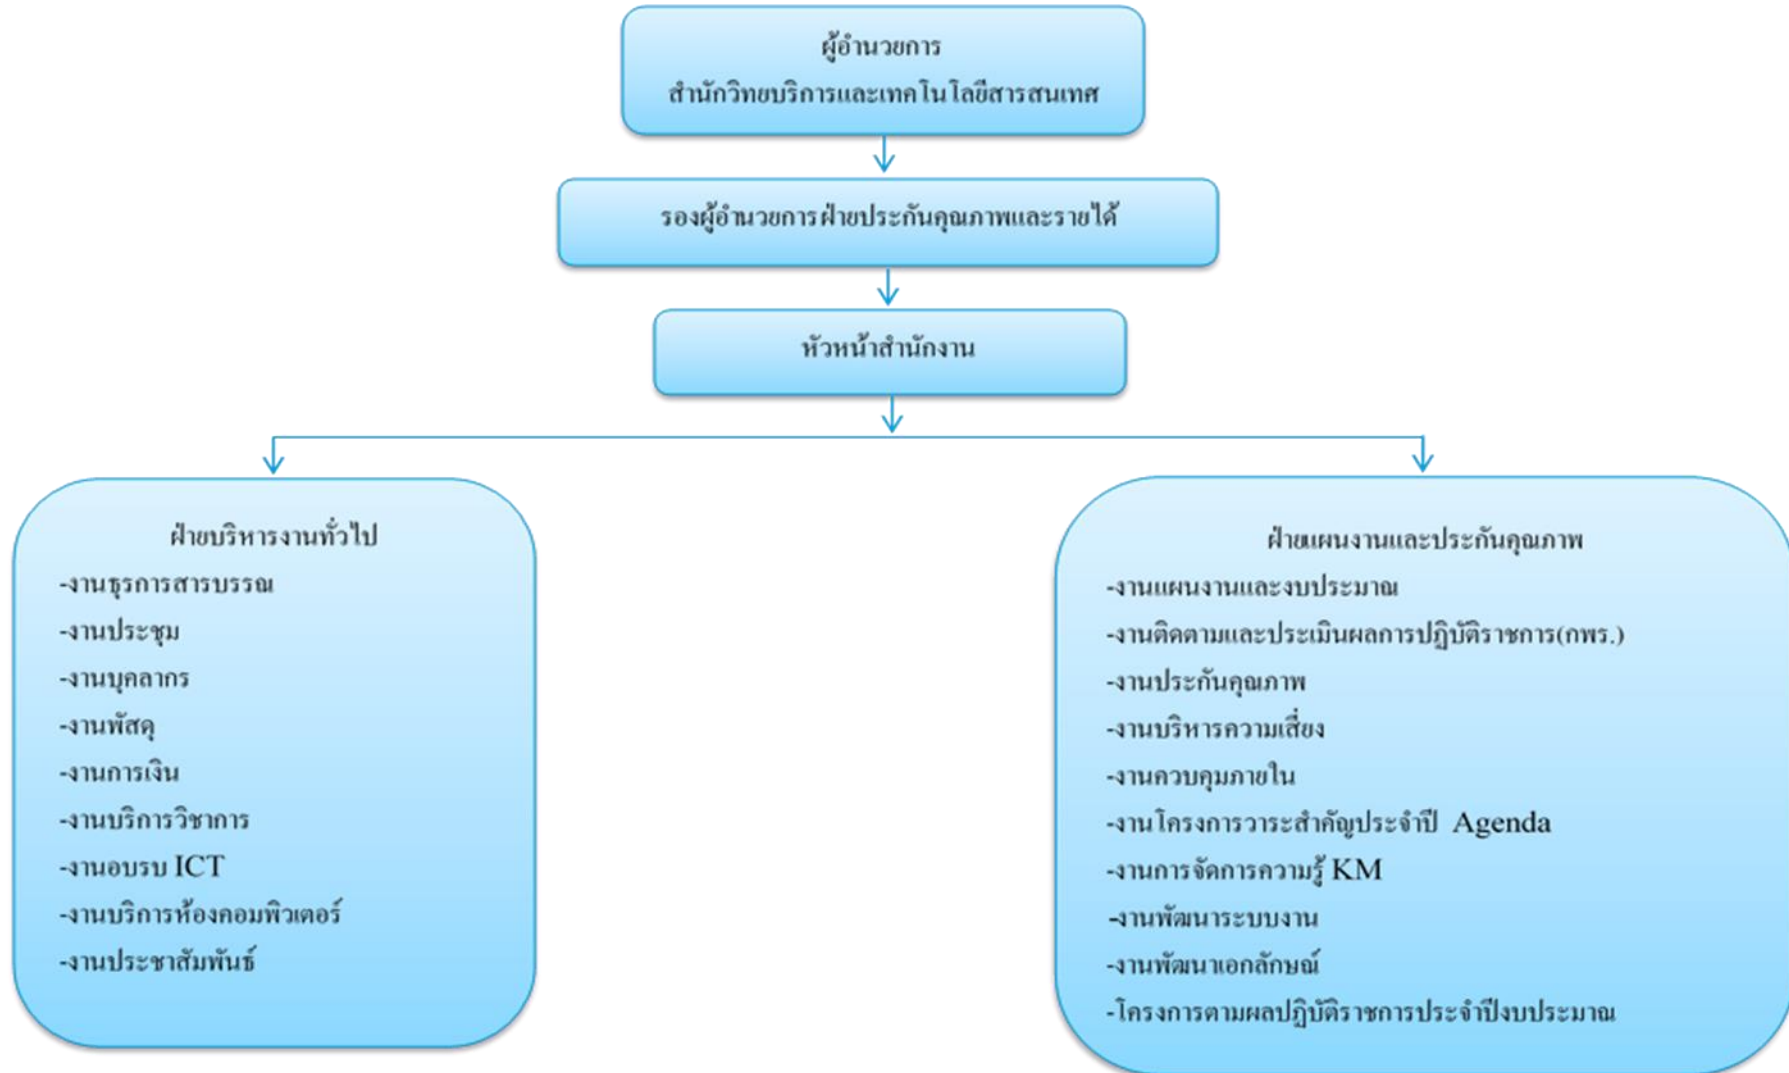 ผู้อำนวยการ
สำนักวิทยบริการและเทคโนโลยีสารสนเทศ
รองผู้อำนวยการฝ่ายประกันคุณภาพและรายได้
หัวหน้าสำนักงาน
ฝ่ายบริหารงานทั่วไป
-งานธุรการสารบรรณ
-งานประชุม
-งานบุคลากร
-งานพัสดุ
-งานการเงิน
-งานบริการวิชาการ
-งานอบรบ ICT
-งานบริการห้องคอมพิวเตอร์
-งานประชาสัมพันธ์
ฝ่ายแผนงานและประกันคุณภาพ
-งานแผนงานและงบประมาณ
-งานติดตามและประเมินผลการปฏิบัติราชการ(กพร.)
-งานประกันคุณภาพ
-งานบริหารความเสี่ยง
-งานควบคุมภายใน
-งานโครงการวาระสำคัญประจำปี Agenda
-งานการจัดการความรู้ KM
-งานพัฒนาระบบงาน
-งานพัฒนาเอกลักษณ์
-โครงการตามผลปฏิบัติราชการประจำปีงบประมาณ